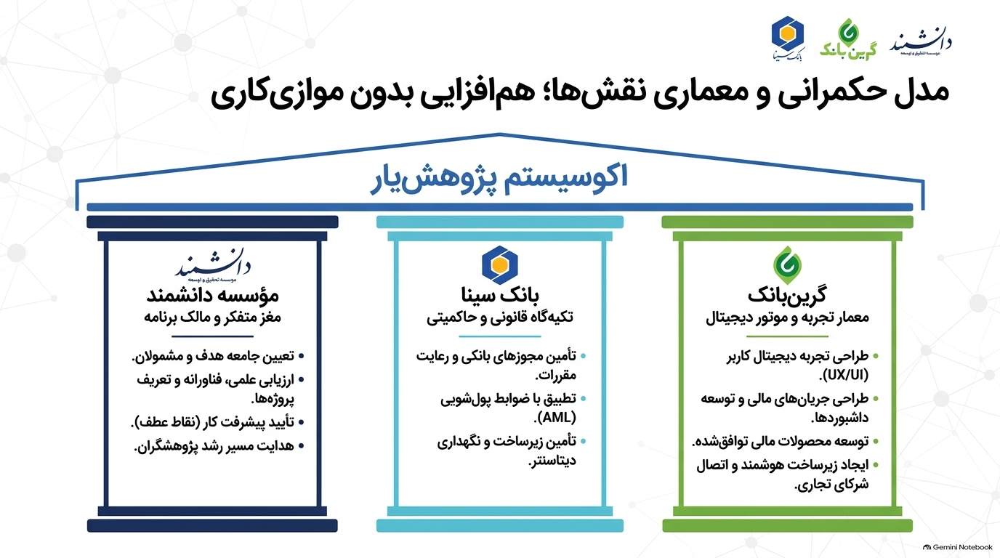 بانک سینا
گرین بانک
دانشمند
موسسه تحقیق و توسعه
مدل حکمرانی و معماری نقش‌ها؛ هم‌افزایی بدون موازی‌کاری
اکوسیستم پژوهش‌یار
گرین‌بانک
معمار تجربه و موتور دیجیتال
• طراحی تجربه دیجیتال کاربر
(UX/UI).
• طراحی جریان‌های مالی و توسعه
داشبوردها.
• توسعه محصولات مالی توافق‌شده.
• ایجاد زیرساخت هوشمند و اتصال
شرکای تجاری.
بانک سینا
تکیه‌گاه قانونی و حاکمیتی
• تأمین مجوزهای بانکی و رعایت
مقررات.
• تطبیق با ضوابط پول‌شویی
(AML).
• تأمین زیرساخت و نگهداری
دیتاسنتر.
دانشمند
موسسه تحقیق و توسعه
مؤسسه دانشمند
مغز متفکر و مالک برنامه
• تعیین جامعه هدف و مشمولان.
• ارزیابی علمی، فناورانه و تعریف
پروژه‌ها.
• تأیید پیشرفت کار (نقاط عطف).
• هدایت مسیر رشد پژوهشگران.
Gemini Notebook